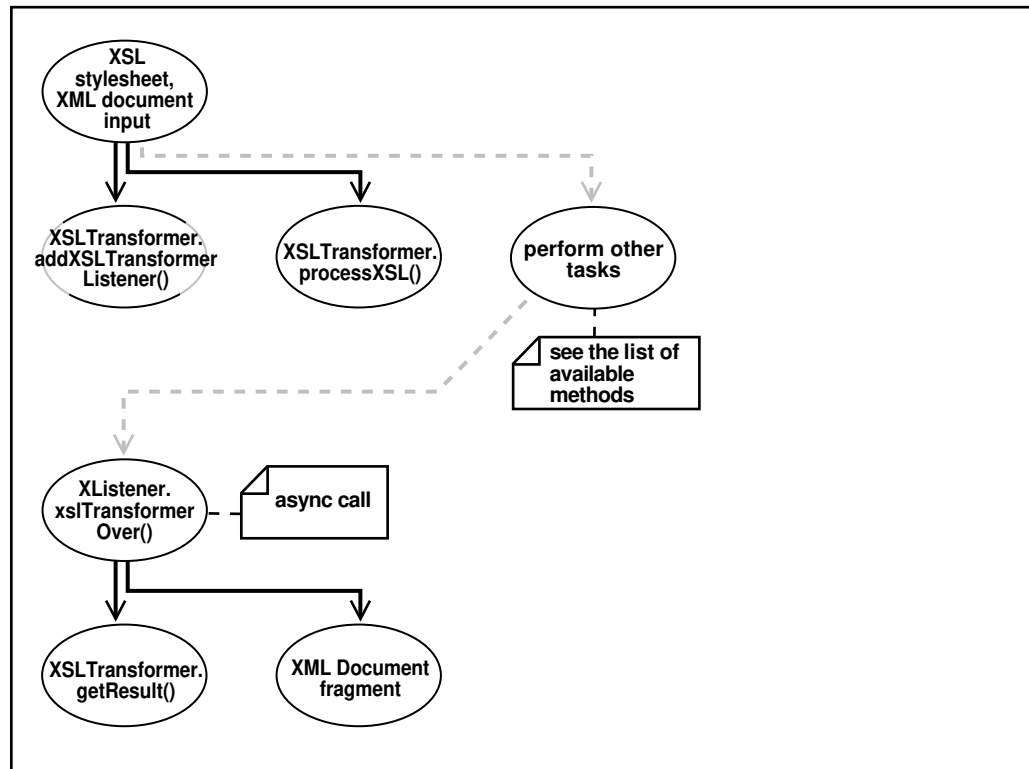 XSL
stylesheet,
XML document
input
XSLTransformer.
addXSLTransformer
Listener()
XSLTransformer.
processXSL()
perform other
tasks
see the list of
available
methods
XListener.
xslTransformer
Over()
async call
XSLTransformer.
getResult()
XML Document
fragment